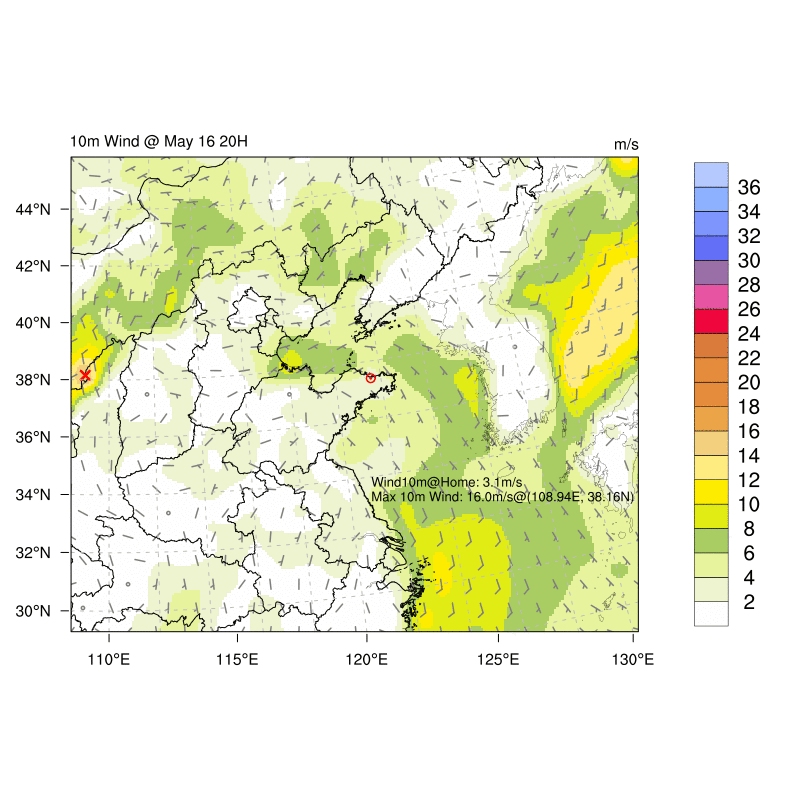 10m Wind @ May 16 20H
m/s
44°N
42°N
40°N
38°N
36°N
34°N
32°N
30°N
110°E
115°E
120°E
125°E
130°E
Wind10m@Home: 3.1m/s
Max 10m Wind: 16.0m/s@(108.94E, 38.16N)
36
34
32
30
28
26
24
22
20
18
16
14
12
10
8
6
4
2